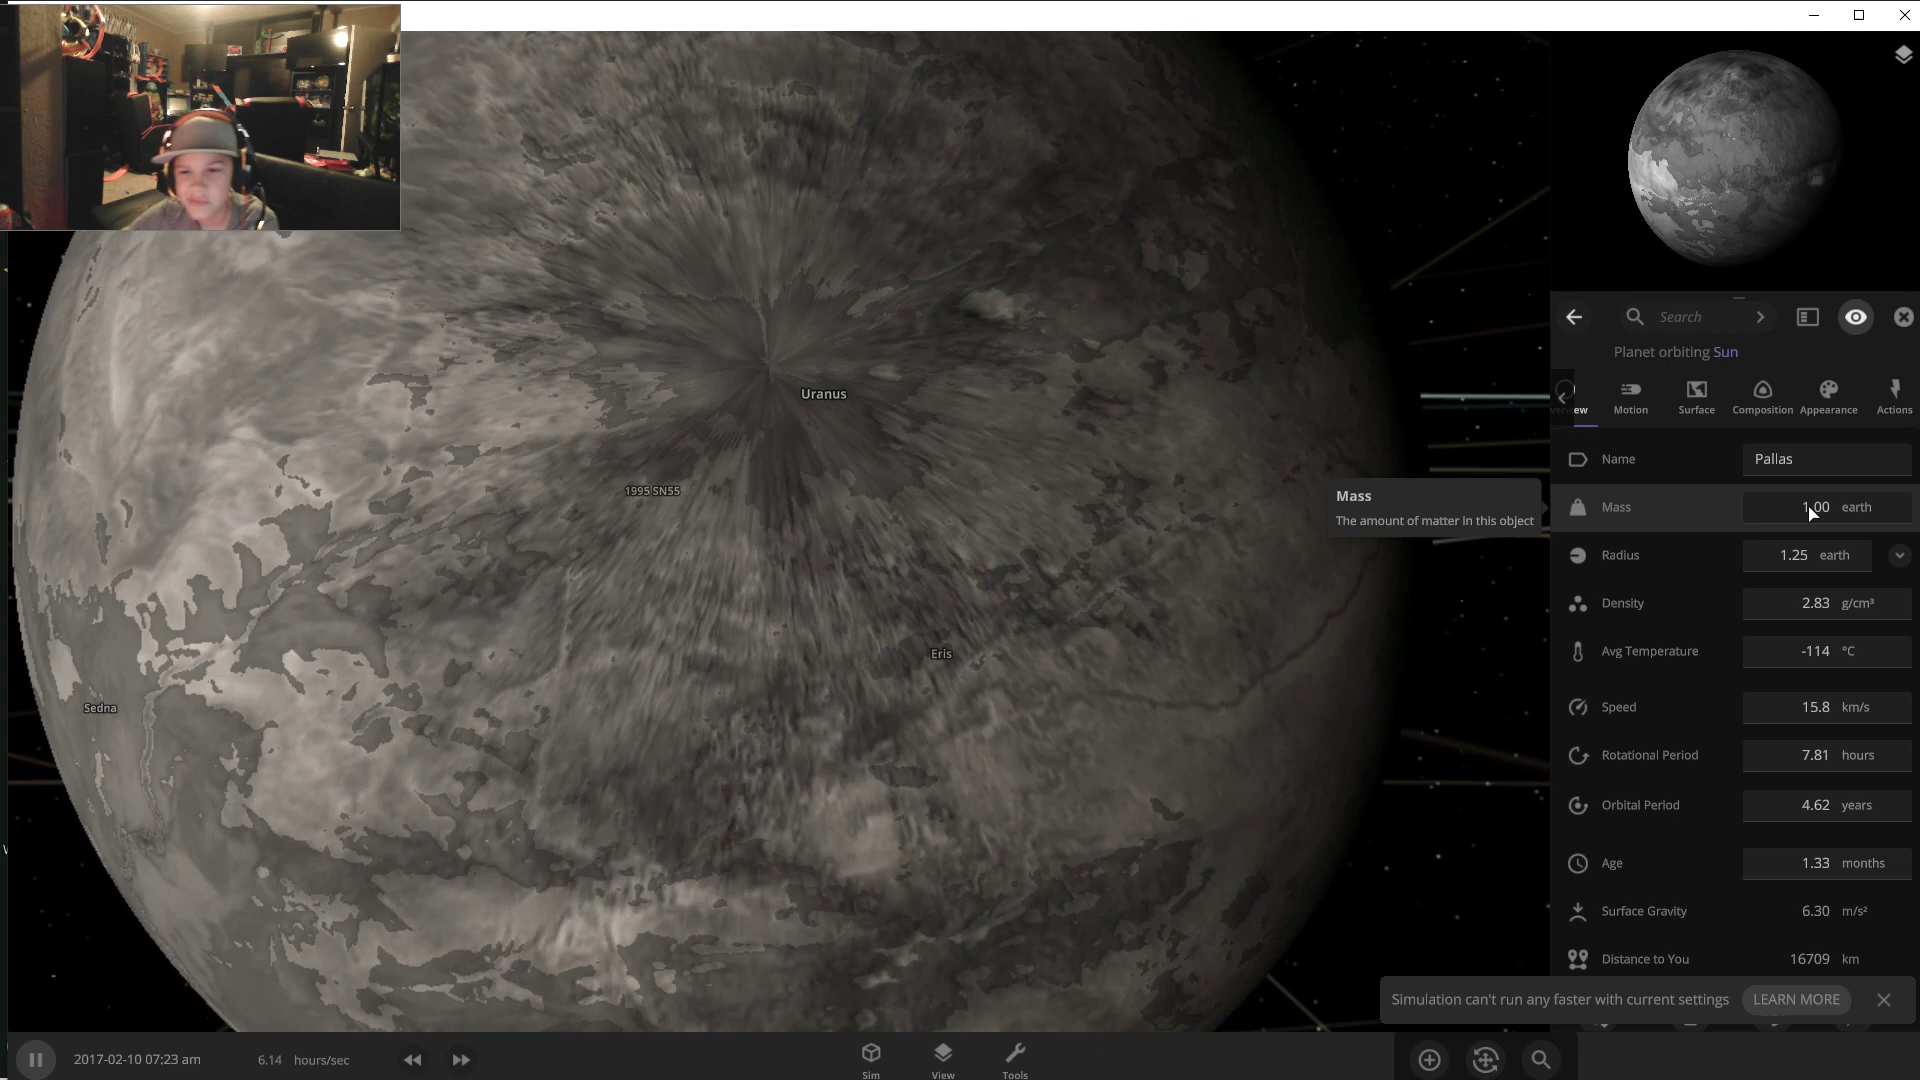 Search
Planet orbiting Sun
Motion
Surface
Composition
Appearance
Actions
Name
Pallas
Mass
1.00 earth
Radius
1.25 earth
Density
2.83 g/cm³
Avg Temperature
-114 °C
Speed
15.8 km/s
Rotational Period
7.81 hours
Orbital Period
4.62 years
Age
1.33 months
Surface Gravity
6.30 m/s²
Distance to You
16709 km
Mass
The amount of matter in this object
Uranus
1995 SN55
Eris
Sedna
Simulation can't run any faster with current settings
LEARN MORE
2017-02-10 07:23 am
6.14 hours/sec
Sim
View
Tools